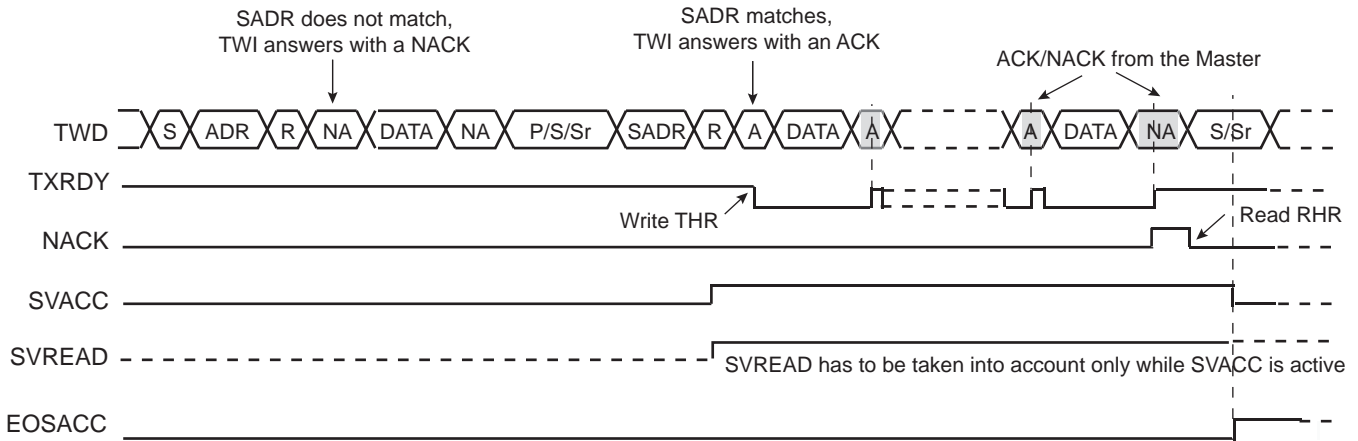 SADR does not match,
TWI answers with a NACK
SADR matches,
TWI answers with an ACK
ACK/NACK from the Master
TWD S ADR R NA DATA NA P/S/Sr SADR R A DATA A A DATA NA S/Sr
TXRDY
Write THR
Read RHR
NACK
SVACC
SVREAD
SVREAD has to be taken into account only while SVACC is active
EOSACC